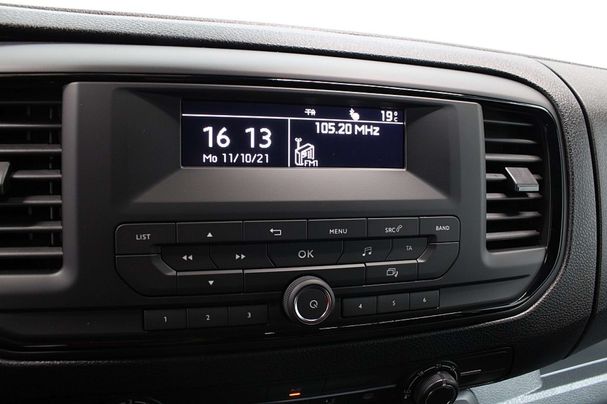 TA 19°C
16 13 105.20 MHz
Mo 11/10/21 FM1
LIST MENU SRC BAND
OK TA
1 2 3 4 5 6